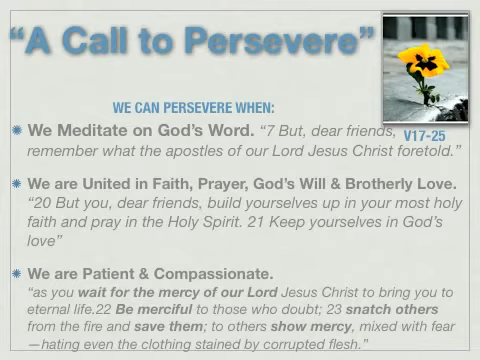 “A Call to Persevere”
WE CAN PERSEVERE WHEN:
We Meditate on God’s Word. “7 But, dear friends,
V17-25
remember what the apostles of our Lord Jesus Christ foretold.”
We are United in Faith, Prayer, God’s Will & Brotherly Love.
“20 But you, dear friends, build yourselves up in your most holy
faith and pray in the Holy Spirit. 21 Keep yourselves in God’s
love”
We are Patient & Compassionate.
“as you wait for the mercy of our Lord Jesus Christ to bring you to
eternal life.22 Be merciful to those who doubt; 23 snatch others
from the fire and save them; to others show mercy, mixed with fear
—hating even the clothing stained by corrupted flesh.”